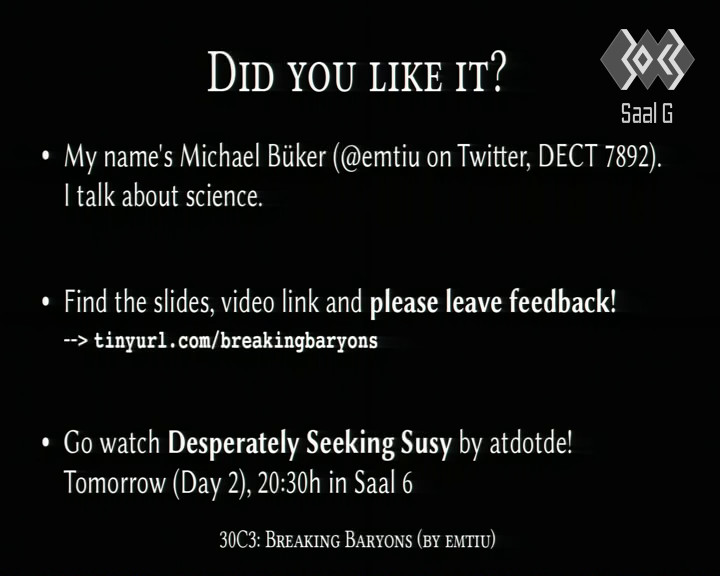 DID YOU LIKE IT?
Saal G
• My name's Michael Büker (@emtiu on Twitter, DECT 7892).
I talk about science.
• Find the slides, video link and please leave feedback!
--> tinyurl.com/breakingbaryons
• Go watch Desperately Seeking Susy by atdotde!
Tomorrow (Day 2), 20:30h in Saal 6
30C3: BREAKING BARYONS (BY EMTIU)